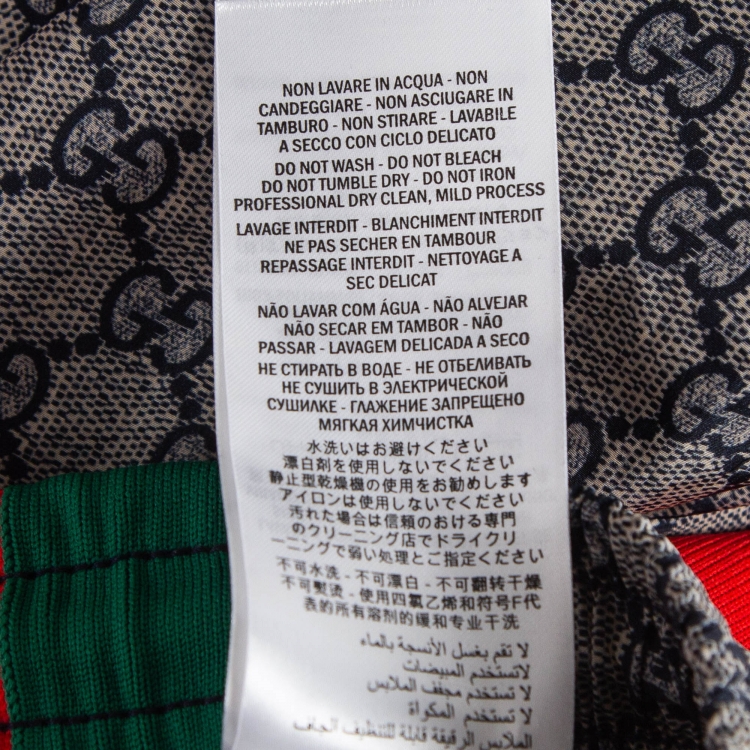 NON LAVARE IN ACQUA - NON
CANDEGGIARE - NON ASCIUGARE IN
TAMBURO - NON STIRARE - LAVABILE
A SECCO CON CICLO DELICATO
DO NOT WASH - DO NOT BLEACH
DO NOT TUMBLE DRY - DO NOT IRON
PROFESSIONAL DRY CLEAN, MILD PROCESS
LAVAGE INTERDIT - BLANCHIMENT INTERDIT
NE PAS SECHER EN TAMBOUR
REPASSAGE INTERDIT - NETTOYAGE A
SEC DELICAT
NÃO LAVAR COM ÁGUA - NÃO ALVEJAR
NÃO SECAR EM TAMBOR - NÃO
PASSAR - LAVAGEM DELICADA A SECO
НЕ СТИРАТЬ В ВОДЕ - НЕ ОТБЕЛИВАТЬ
НЕ СУШИТЬ В ЭЛЕКТРИЧЕСКОЙ
СУШИЛКЕ - ГЛАЖЕНИЕ ЗАПРЕЩЕНО
МЯГКАЯ ХИМЧИСТКА
水洗いはお避けください
漂白剤を使用しないでください
静止型乾燥機の使用をお勧めします
アイロンは使用しないでください
汚れた場合は信頼のおける専門
のクリーニング店でドライクリ
ーニングで弱い処理とご指定ください
不可水洗 - 不可漂白 - 不可翻转干燥
不可熨烫 - 使用四氯乙烯和符号F代
表的所有溶剂的缓和专业干洗
لا تقم بغسل الأنسجة بالماء
لاتستخدم المبيضات
لا تستخدم مجفف الملابس
لا تستخدم المكواة
الملابس الرقيقة قابلة للتنظيف الجاف